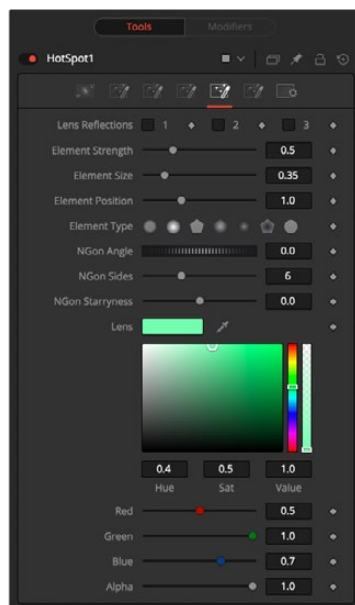 Tools Modifiers
HotSpot1
Lens Reflections 1 2 3
Element Strength 0.5
Element Size 0.35
Element Position 1.0
Element Type
NGon Angle 0.0
NGon Sides 6
NGon Starryness 0.0
Lens
0.4 0.5 1.0
Hue Sat Value
Red 0.5
Green 1.0
Blue 0.7
Alpha 1.0